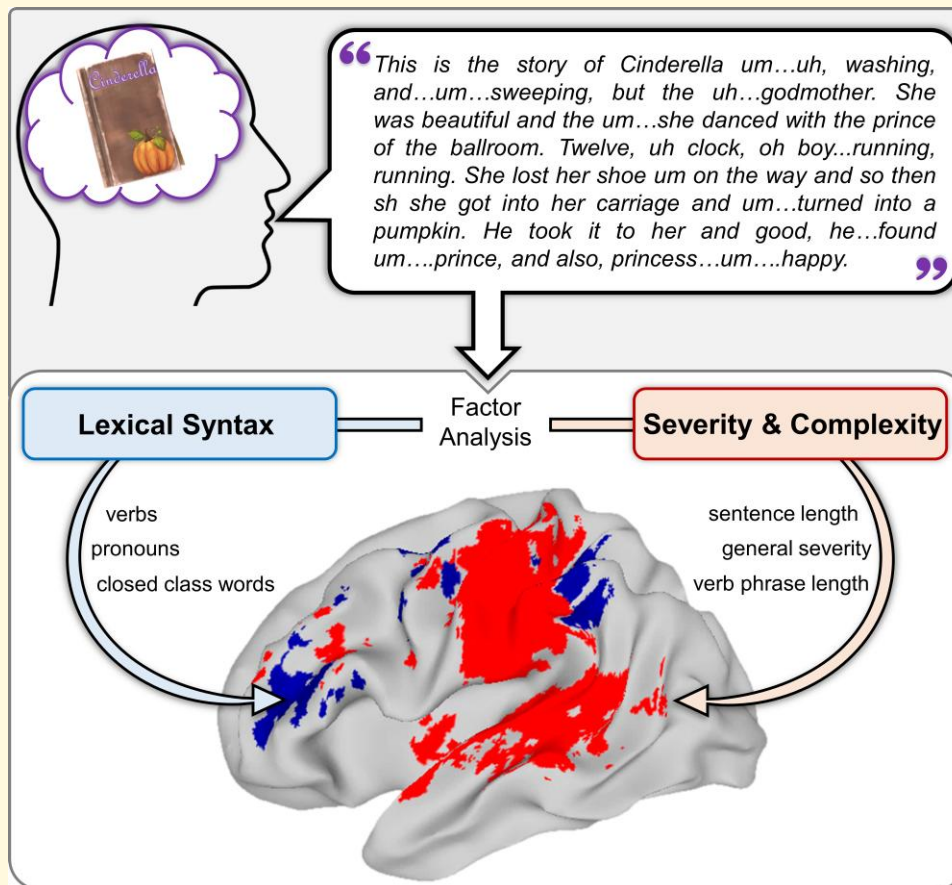 Cinderella
“This is the story of Cinderella um…uh, washing,
and…um…sweeping, but the uh…godmother. She
was beautiful and the um…she danced with the prince
of the ballroom. Twelve, uh clock, oh boy...running,
running. She lost her shoe um on the way and so then
sh she got into her carriage and um…turned into a
pumpkin. He took it to her and good, he…found
um….prince, and also, princess…um….happy.”
Lexical Syntax
Factor
Analysis
Severity & Complexity
verbs
pronouns
closed class words
sentence length
general severity
verb phrase length